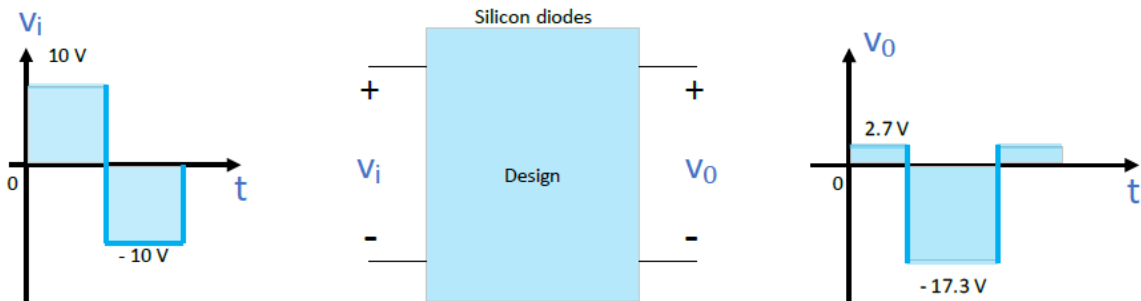 vi
10 V
0
t
- 10 V
Silicon diodes
+
+
vi
Design
v0
-
-
v0
2.7 V
0
t
- 17.3 V